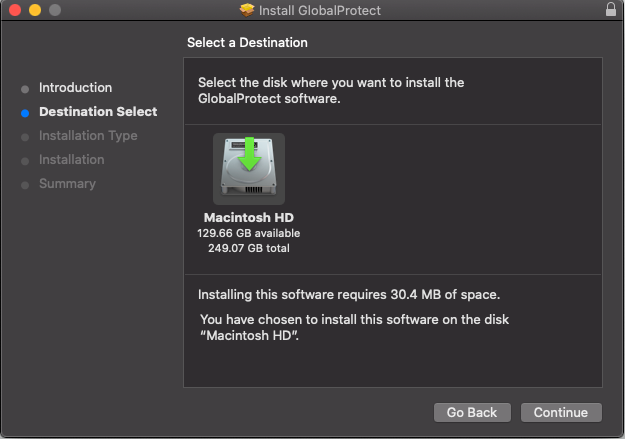 Install GlobalProtect
Select a Destination
Introduction
Destination Select
Installation Type
Installation
Summary
Select the disk where you want to install the
GlobalProtect software.
Macintosh HD
129.66 GB available
249.07 GB total
Installing this software requires 30.4 MB of space.
You have chosen to install this software on the disk
“Macintosh HD”.
Go Back
Continue